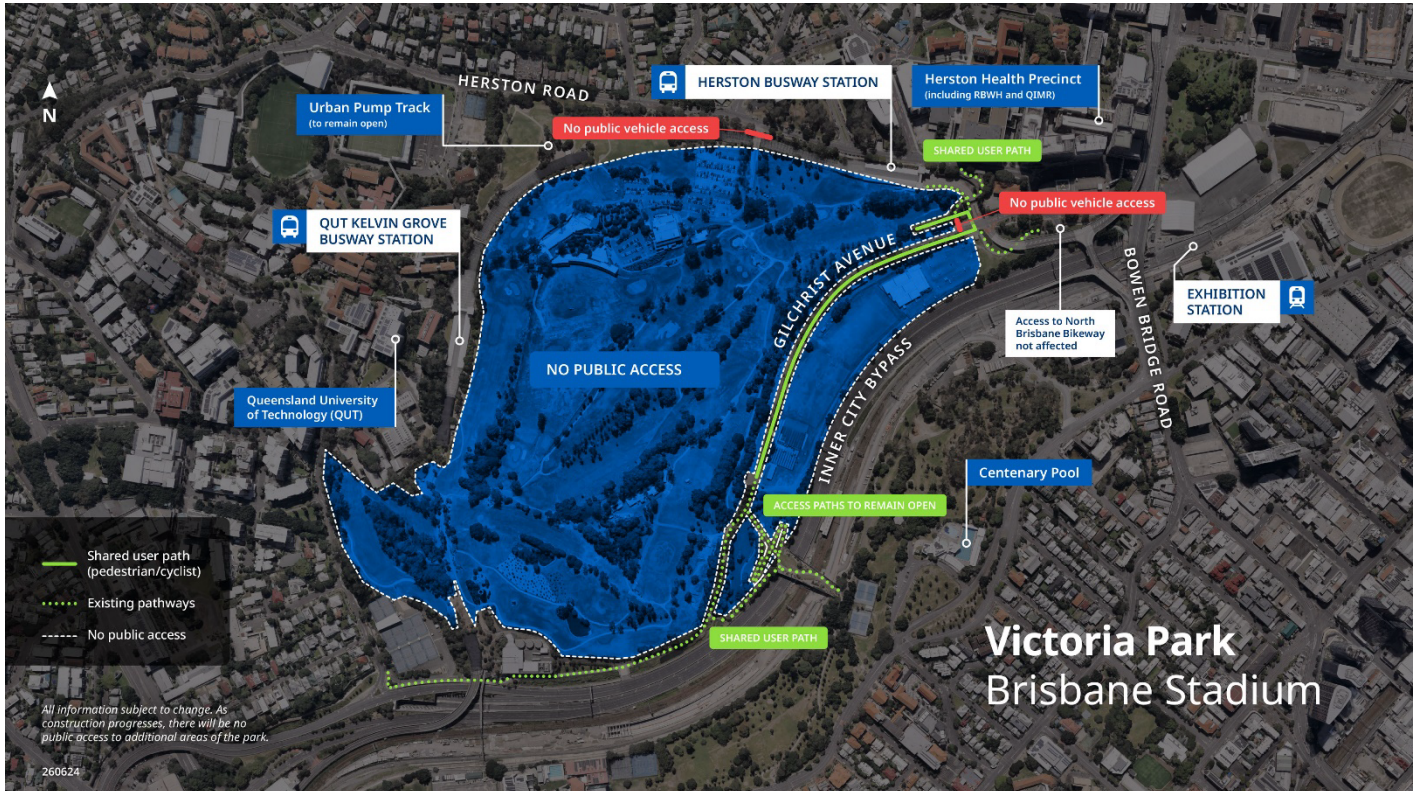 HERSTON ROAD
HERSTON BUSWAY STATION
Herston Health Precinct
(including RBWH and QIMR)
N
Urban Pump Track
(to remain open)
No public vehicle access
SHARED USER PATH
No public vehicle access
QUT KELVIN GROVE
BUSWAY STATION
GILCHRIST AVENUE
BOWEN BRIDGE ROAD
EXHIBITION
STATION
Access to North
Brisbane Bikeway
not affected
INNER CITY BYPASS
NO PUBLIC ACCESS
Queensland University
of Technology (QUT)
Centenary Pool
ACCESS PATHS TO REMAIN OPEN
Shared user path
(pedestrian/cyclist)
Existing pathways
No public access
SHARED USER PATH
Victoria Park
Brisbane Stadium
All information subject to change. As
construction progresses, there will be no
public access to additional areas of the park.
260624